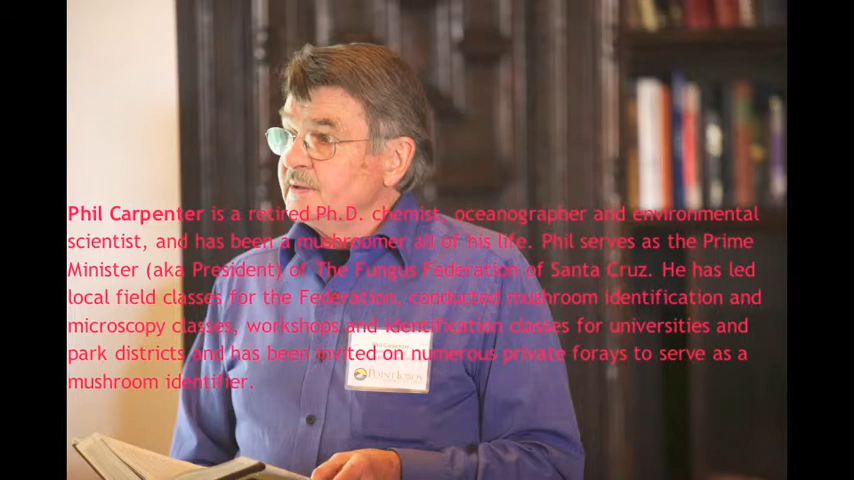 Phil Carpenter is a retired Ph.D. chemist, oceanographer and environmental
scientist, and has been a mushroomer all of his life. Phil serves as the Prime
Minister (aka President) of The Fungus Federation of Santa Cruz. He has led
local field classes for the Federation, conducted mushroom identification and
microscopy classes, workshops and identification classes for universities and
park districts and has been invited on numerous private forays to serve as a
mushroom identifier.
Phil Carpenter